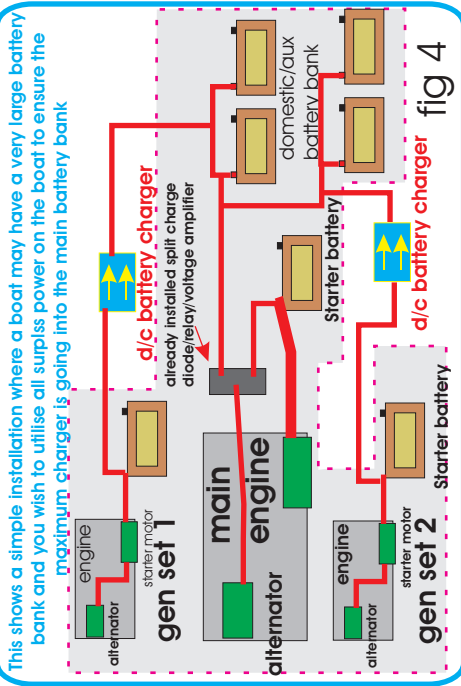 This shows a simple installation where a boat may have a very large battery
bank and you wish to utilise all surplss power on the boat to ensure the
maimum charger is going into the main battery bank
engine
alternator
starter motor
gen set 1
d/c battery charger
already installed split charge
diode/relay/voltage amplifier
domestic/aux
battery bank
main
engine
alternator
Starter battery
engine
alternator
starter motor
gen set 2
Starter battery
d/c battery charger
fig 4